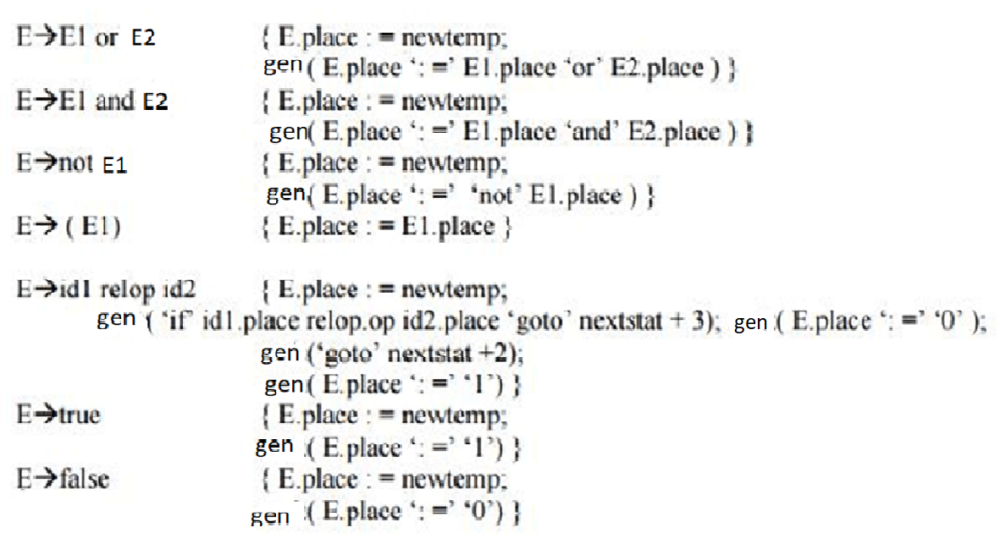 E→E1 or E2 { E.place : = newtemp;
gen ( E.place ‘: =’ E1.place ‘or’ E2.place ) }
E→E1 and E2 { E.place : = newtemp;
gen( E.place ‘: =’ E1.place ‘and’ E2.place ) }
E→not E1 { E.place : = newtemp;
gen( E.place ‘: =’ ‘not’ E1.place ) }
E→ ( E1) { E.place : = E1.place }
E→id1 relop id2 { E.place : = newtemp;
gen ( ‘if’ id1.place relop.op id2.place ‘goto’ nextstat + 3); gen ( E.place ‘: =’ ‘0’ );
gen (‘goto’ nextstat +2);
gen( E.place ‘: =’ ‘1’) }
E→true { E.place : = newtemp;
gen ( E.place ‘: =’ ‘1’) }
E→false { E.place : = newtemp;
gen ( E.place ‘: =’ ‘0’) }